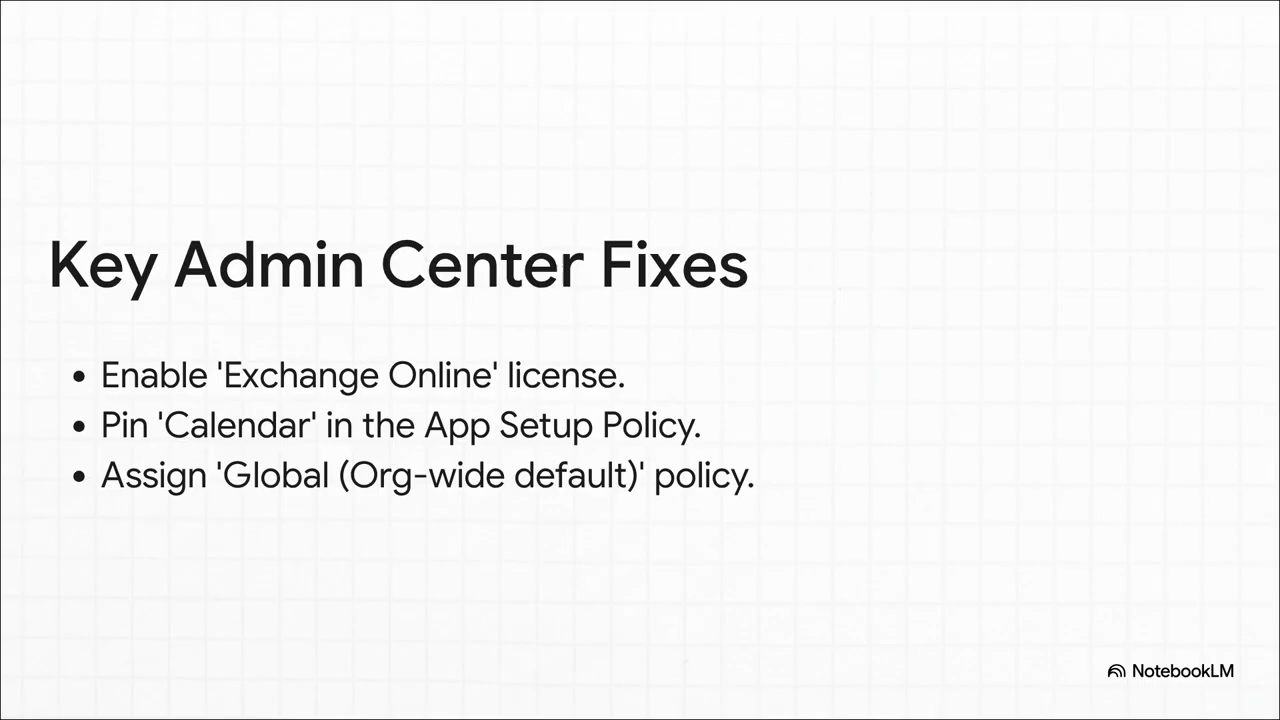 Key Admin Center Fixes
• Enable 'Exchange Online' license.
• Pin 'Calendar' in the App Setup Policy.
• Assign 'Global (Org-wide default)' policy.
NotebookLM